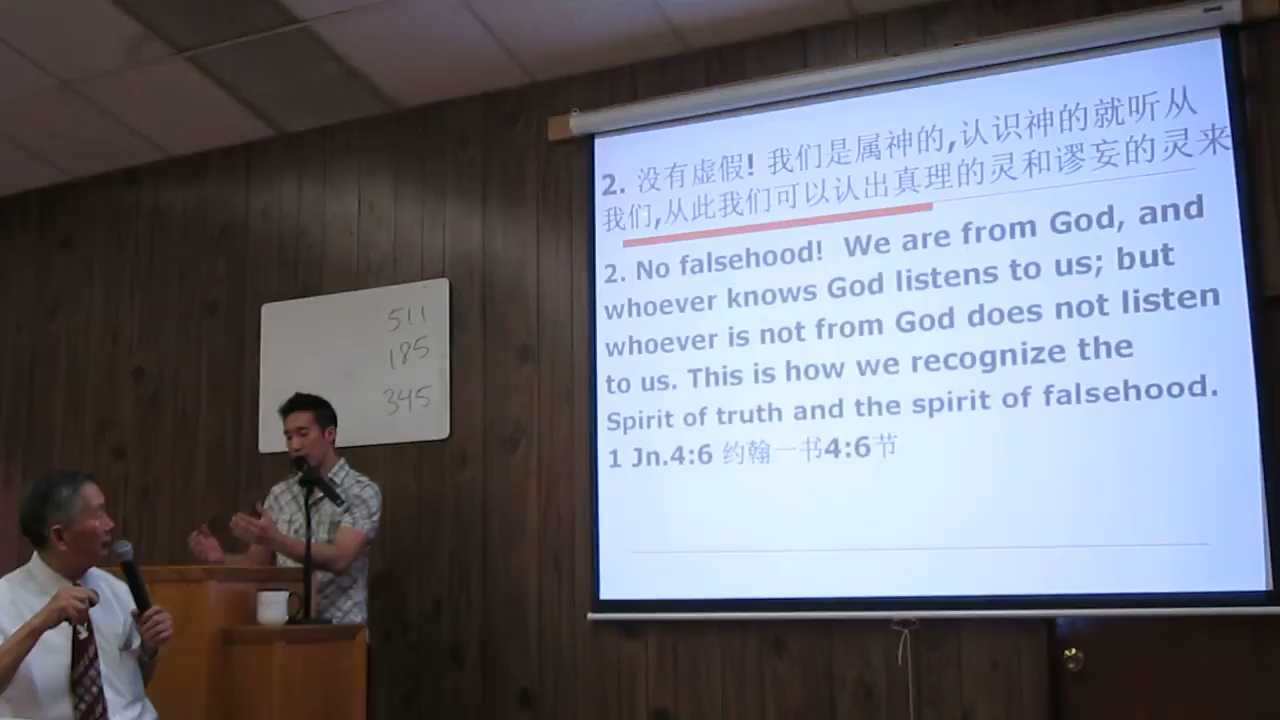 511
185
345
2. 没有虚假! 我们是属神的,认识神的就听从
我们,从此我们可以认出真理的灵和谬妄的灵来
2. No falsehood! We are from God, and
whoever knows God listens to us; but
whoever is not from God does not listen
to us. This is how we recognize the
Spirit of truth and the spirit of falsehood.
1 Jn.4:6 约翰一书4:6节